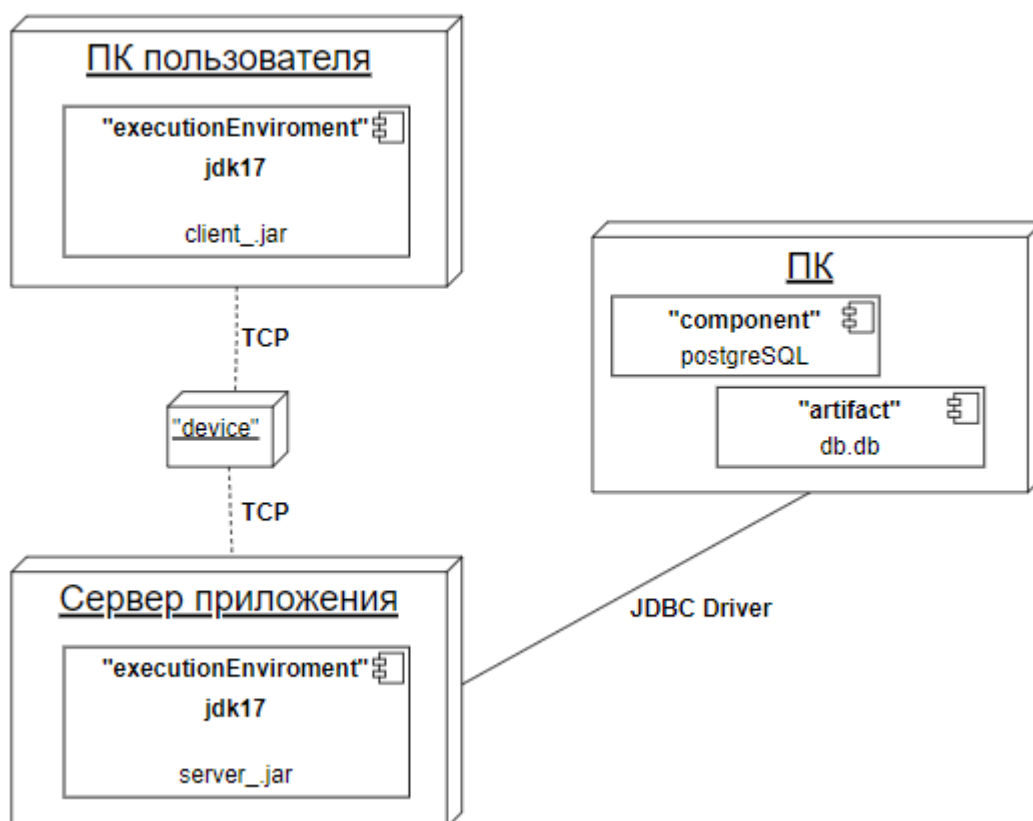 ПК пользователя
"executionEnviroment"
jdk17
client_.jar
TCP
"device"
TCP
Сервер приложения
"executionEnviroment"
jdk17
server_.jar
ПК
"component"
postgreSQL
"artifact"
db.db
JDBC Driver